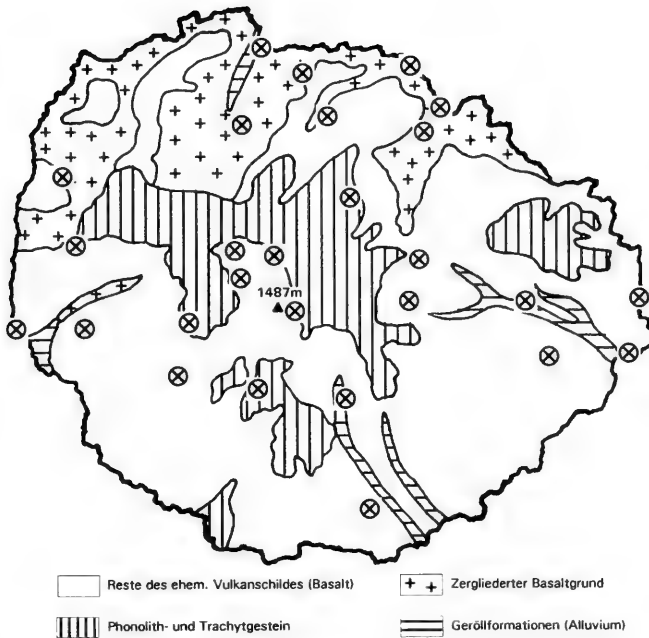 1487m
Reste des ehem. Vulkanschildes (Basalt)
Zergliederter Basaltgrund
Phonolith- und Trachytgestein
Geröllformationen (Alluvium)